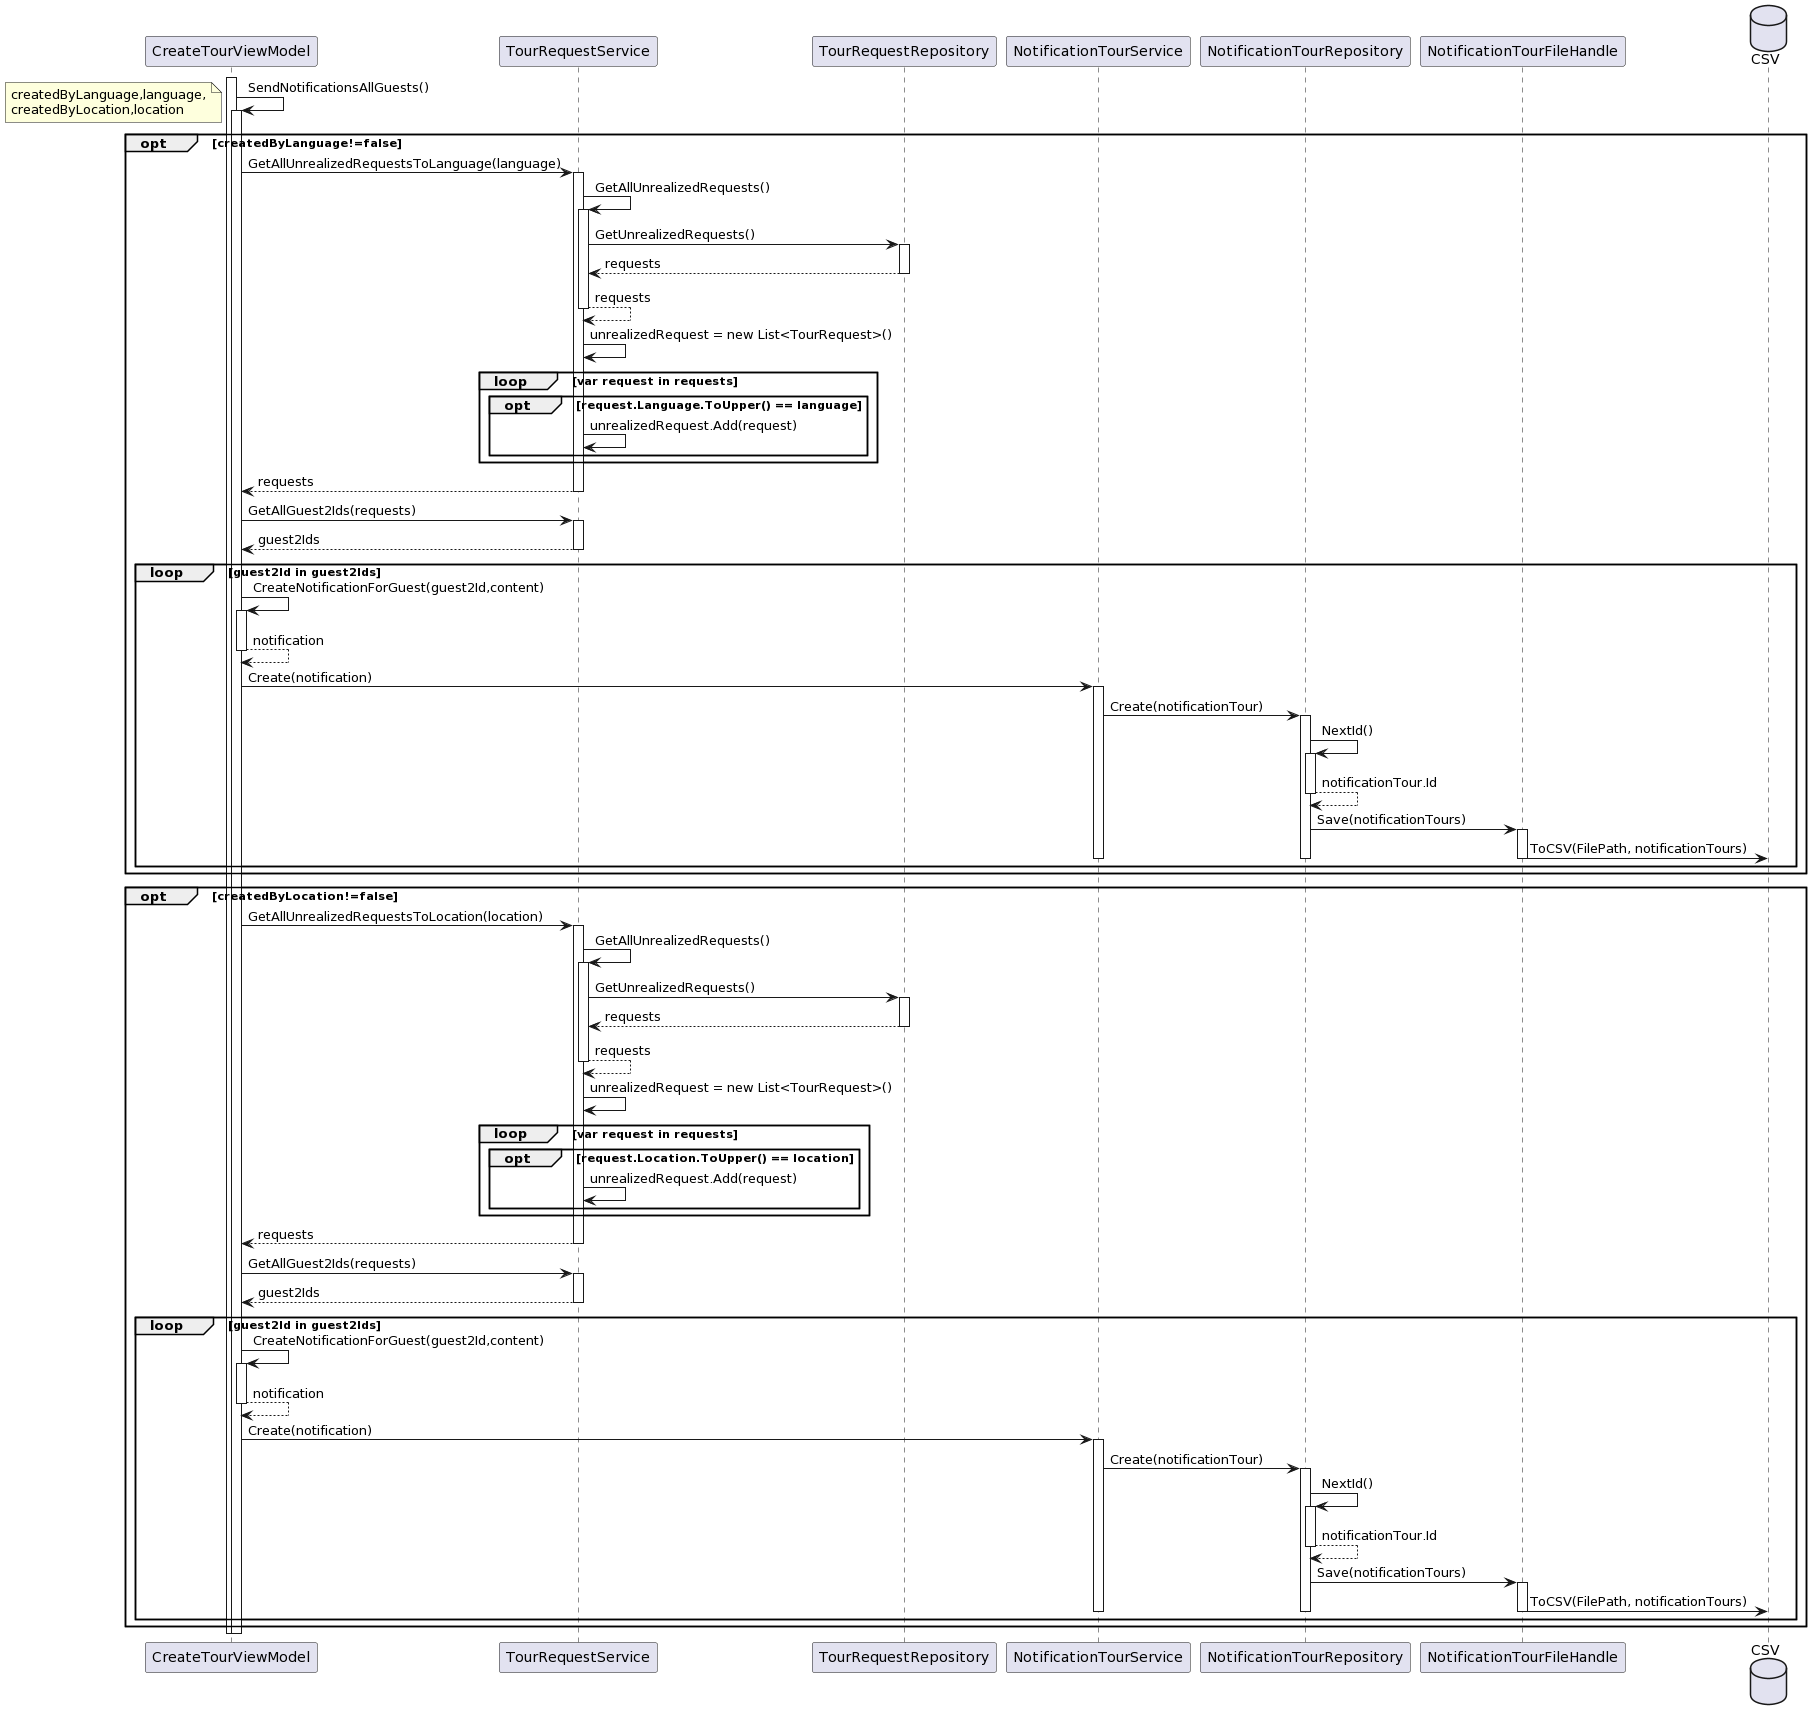 CreateTourViewModel
TourRequestService
TourRequestRepository
NotificationTourService
NotificationTourRepository
NotificationTourFileHandle
CSV
createdByLanguage,language,
createdByLocation,location
SendNotificationsAllGuests()
opt [createdByLanguage!=false]
GetAllUnrealizedRequestsToLanguage(language)
GetAllUnrealizedRequests()
GetUnrealizedRequests()
requests
requests
unrealizedRequest = new List<TourRequest>()
loop [var request in requests]
opt [request.Language.ToUpper() == language]
unrealizedRequest.Add(request)
requests
GetAllGuest2Ids(requests)
guest2Ids
loop [guest2Id in guest2Ids]
CreateNotificationForGuest(guest2Id,content)
notification
Create(notification)
Create(notificationTour)
NextId()
notificationTour.Id
Save(notificationTours)
ToCSV(FilePath, notificationTours)
opt [createdByLocation!=false]
GetAllUnrealizedRequestsToLocation(location)
GetAllUnrealizedRequests()
GetUnrealizedRequests()
requests
requests
unrealizedRequest = new List<TourRequest>()
loop [var request in requests]
opt [request.Location.ToUpper() == location]
unrealizedRequest.Add(request)
requests
GetAllGuest2Ids(requests)
guest2Ids
loop [guest2Id in guest2Ids]
CreateNotificationForGuest(guest2Id,content)
notification
Create(notification)
Create(notificationTour)
NextId()
notificationTour.Id
Save(notificationTours)
ToCSV(FilePath, notificationTours)
CreateTourViewModel
TourRequestService
TourRequestRepository
NotificationTourService
NotificationTourRepository
NotificationTourFileHandle
CSV